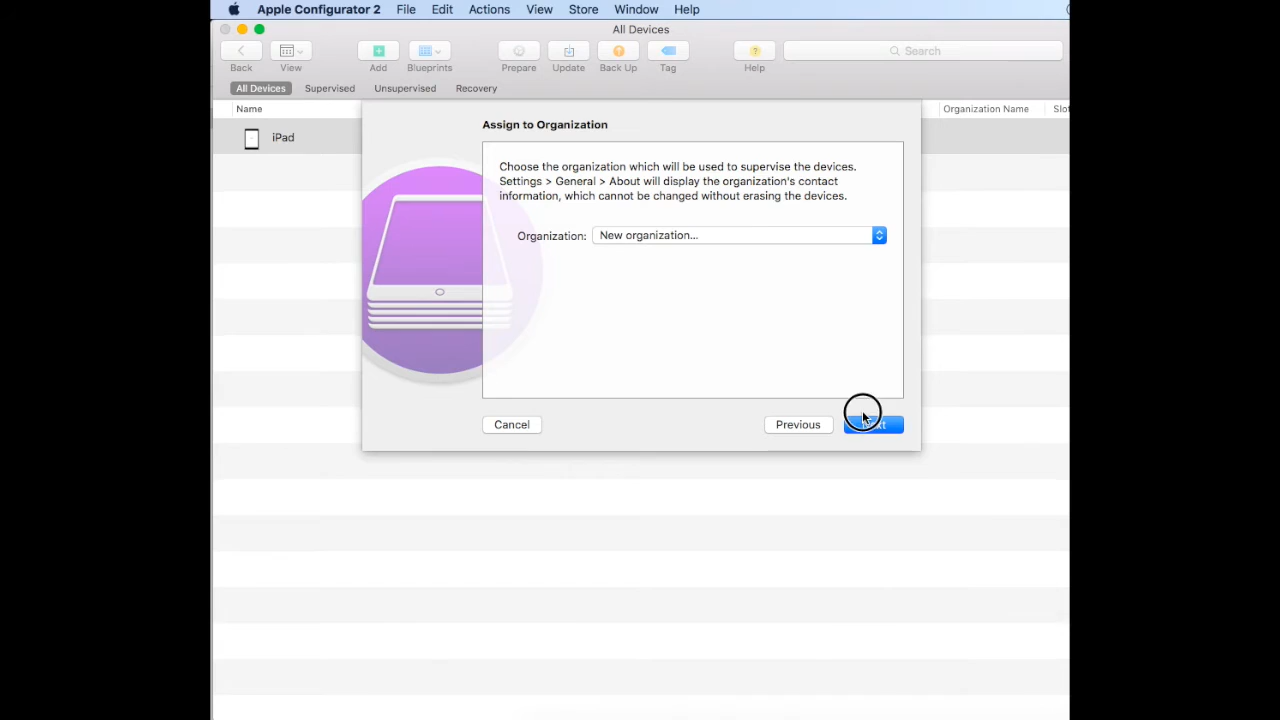 Apple Configurator 2 File Edit Actions View Store Window Help
All Devices
Search
Back View Add Blueprints Prepare Update Back Up Tag Help
All Devices Supervised Unsupervised Recovery
Name Organization Name
iPad
Assign to Organization
Choose the organization which will be used to supervise the devices.
Settings > General > About will display the organization's contact
information, which cannot be changed without erasing the devices.
Organization: New organization...
Cancel Previous